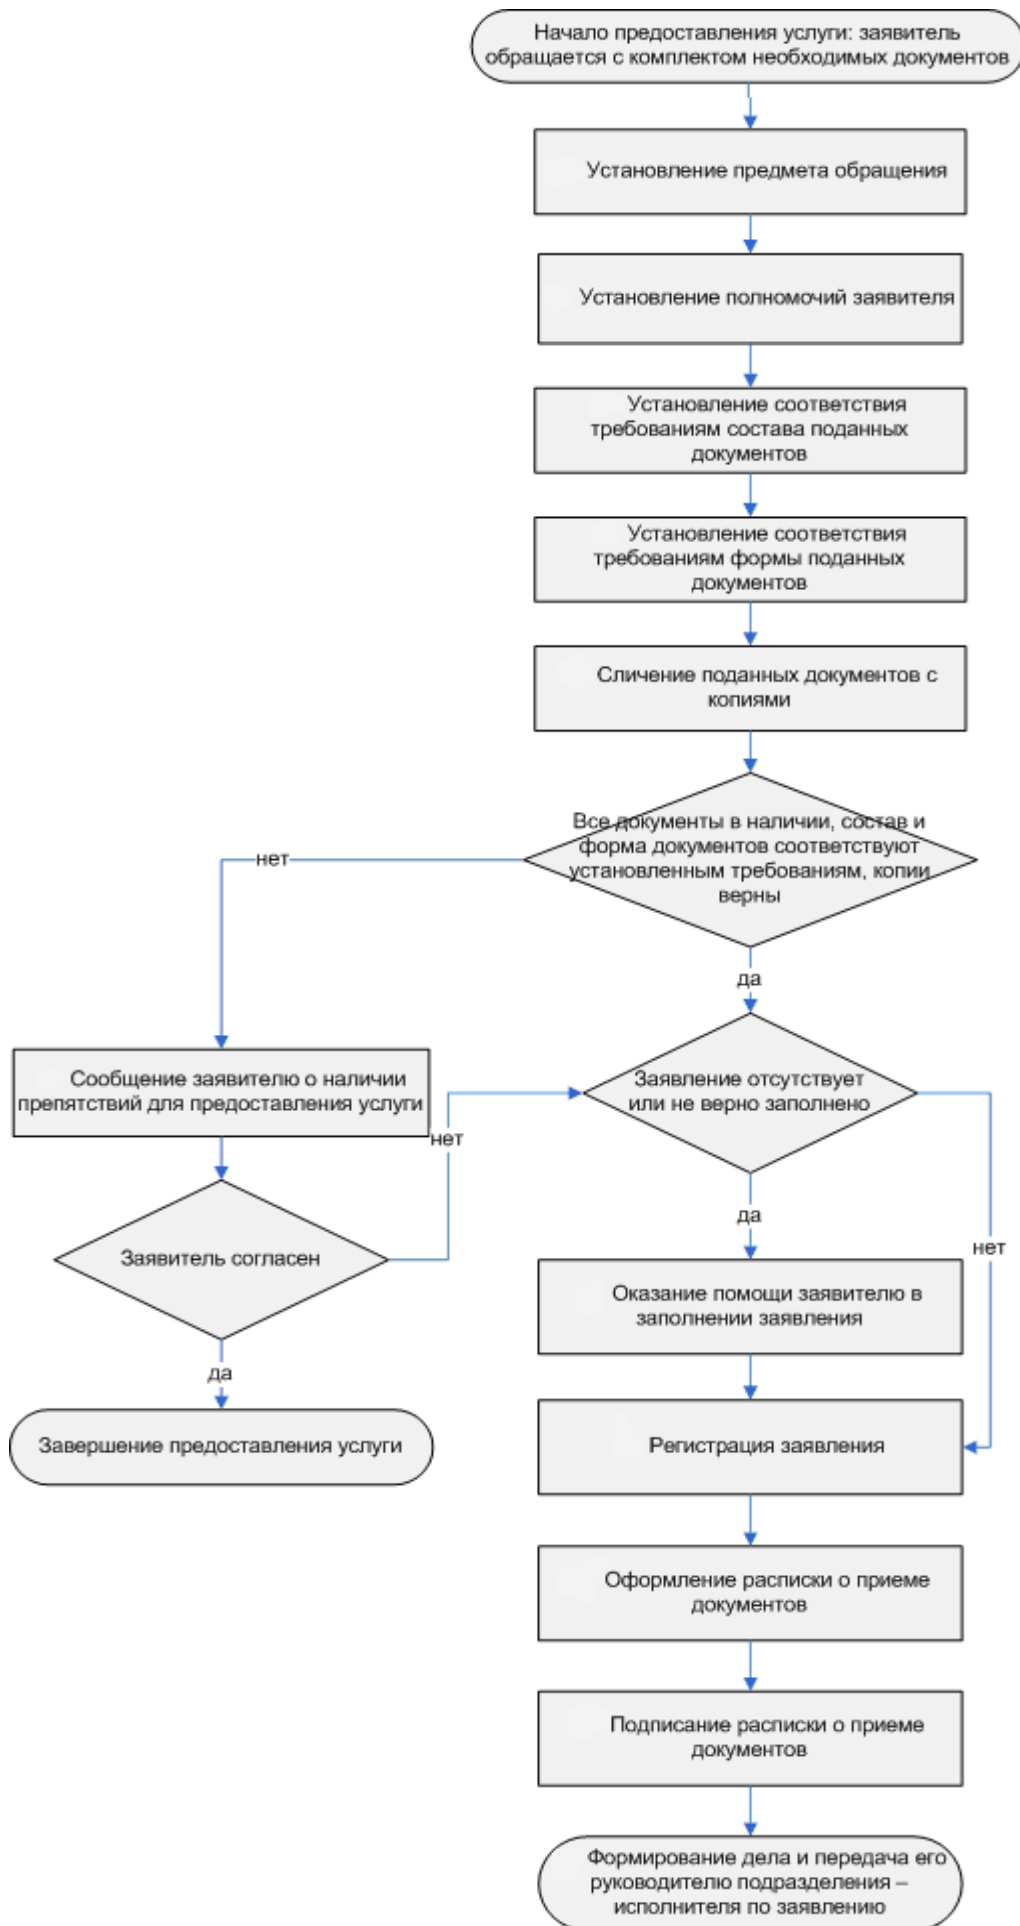 Начало предоставления услуги: заявитель
обращается с комплектом необходимых документов
Установление предмета обращения
Установление полномочий заявителя
Установление соответствия
требованиям состава поданных
документов
Установление соответствия
требованиям формы поданных
документов
Сличение поданных документов с
копиями
Все документы в наличии, состав и
форма документов соответствуют
установленным требованиям, копии
верны
нет
да
Сообщение заявителю о наличии
препятствий для предоставления услуги
Заявление отсутствует
или не верно заполнено
нет
Заявитель согласен
да
нет
Оказание помощи заявителю в
заполнении заявления
да
Завершение предоставления услуги
Регистрация заявления
Оформление расписки о приеме
документов
Подписание расписки о приеме
документов
Формирование дела и передача его
руководителю подразделения –
исполнителя по заявлению